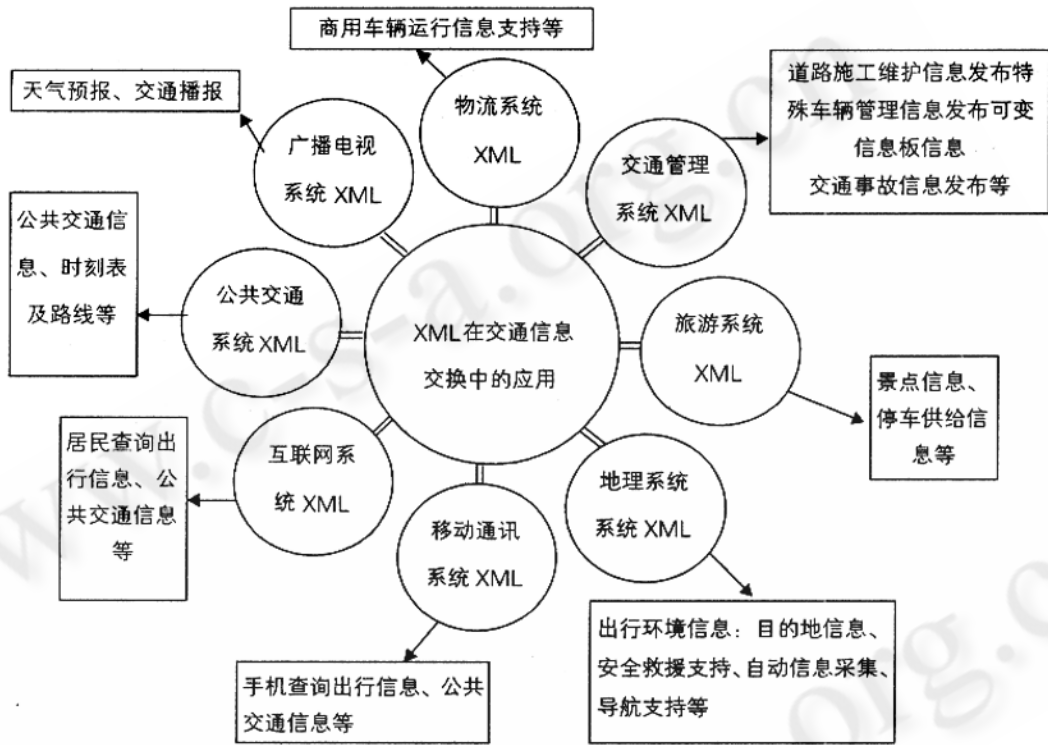 商用车辆运行信息支持等
天气预报、交通播报
物流系统
XML
道路施工维护信息发布特
殊车辆管理信息发布可变
信息板信息
交通事故信息发布等
广播电视
系统 XML
交通管理
系统 XML
公共交通信
息、时刻表
及路线等
公共交通
系统 XML
XML在交通信息
交换中的应用
旅游系统
XML
景点信息、
停车供给信
息等
居民查询出
行信息、公
共交通信息
等
互联网系
统 XML
地理系统
系统 XML
移动通讯
系统 XML
出行环境信息：目的地信息、
安全救援支持、自动信息采集、
导航支持等
手机查询出行信息、公共
交通信息等
www.c-s-a.org.cn